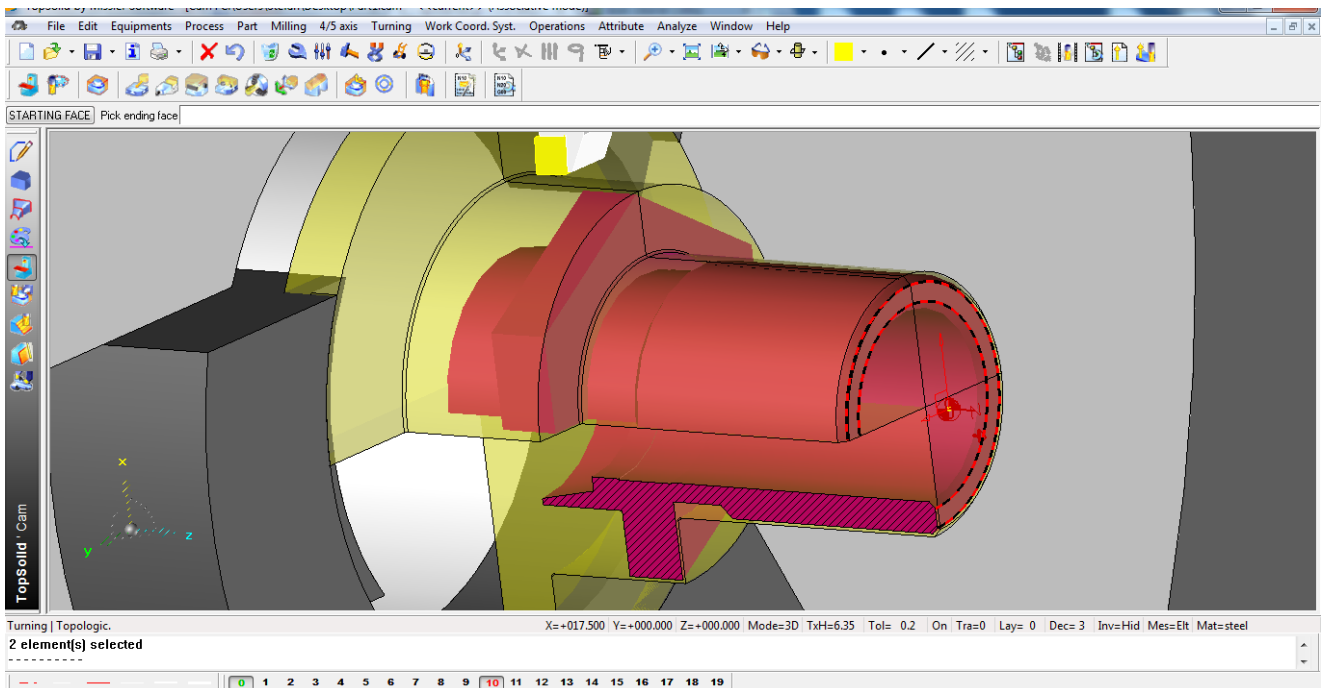 File Edit Equipments Process Part Milling 4/5 axis Turning Work Coord. Syst. Operations Attribute Analyze Window Help
STARTING FACE Pick ending face
x
y
z
TopSolid ' Cam
Turning | Topologic. X=+017.500 Y=+000.000 Z=+000.000 Mode=3D TxH=6.35 Tol= 0.2 On Tra=0 Lay= 0 Dec= 3 Inv=Hid Mes=Elt Mat=steel
2 element(s) selected
----------
0 1 2 3 4 5 6 7 8 9 10 11 12 13 14 15 16 17 18 19